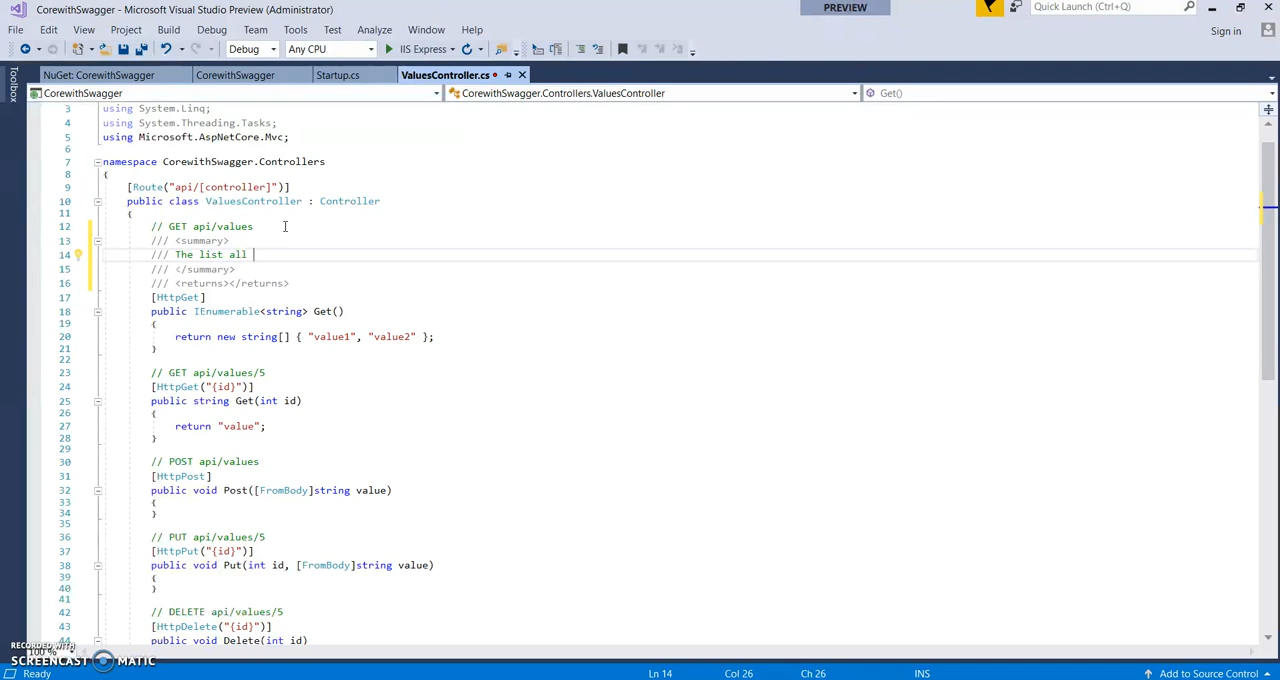 CorewithSwagger - Microsoft Visual Studio Preview (Administrator)
PREVIEW
Quick Launch (Ctrl+Q)
File Edit View Project Build Debug Team Tools Test Analyze Window Help
Sign in
Debug Any CPU IIS Express
Toolbox
NuGet: CorewithSwagger CorewithSwagger Startup.cs ValuesController.cs
CorewithSwagger CorewithSwagger.Controllers.ValuesController Get()
3 using System.Linq;
4 using System.Threading.Tasks;
5 using Microsoft.AspNetCore.Mvc;
6
7 namespace CorewithSwagger.Controllers
8 {
9 [Route("api/[controller]")]
10 public class ValuesController : Controller
11 {
12 // GET api/values
13 /// <summary>
14 /// The list all
15 /// </summary>
16 /// <returns></returns>
17 [HttpGet]
18 public IEnumerable<string> Get()
19 {
20 return new string[] { "value1", "value2" };
21 }
22
23 // GET api/values/5
24 [HttpGet("{id}")]
25 public string Get(int id)
26 {
27 return "value";
28 }
29
30 // POST api/values
31 [HttpPost]
32 public void Post([FromBody]string value)
33 {
34 }
35
36 // PUT api/values/5
37 [HttpPut("{id}")]
38 public void Put(int id, [FromBody]string value)
39 {
40 }
41
42 // DELETE api/values/5
43 [HttpDelete("{id}")]
44 public void Delete(int id)
100 %
RECORDED WITH
SCREENCAST MATIC
Ready Ln 14 Col 26 Ch 26 INS Add to Source Control